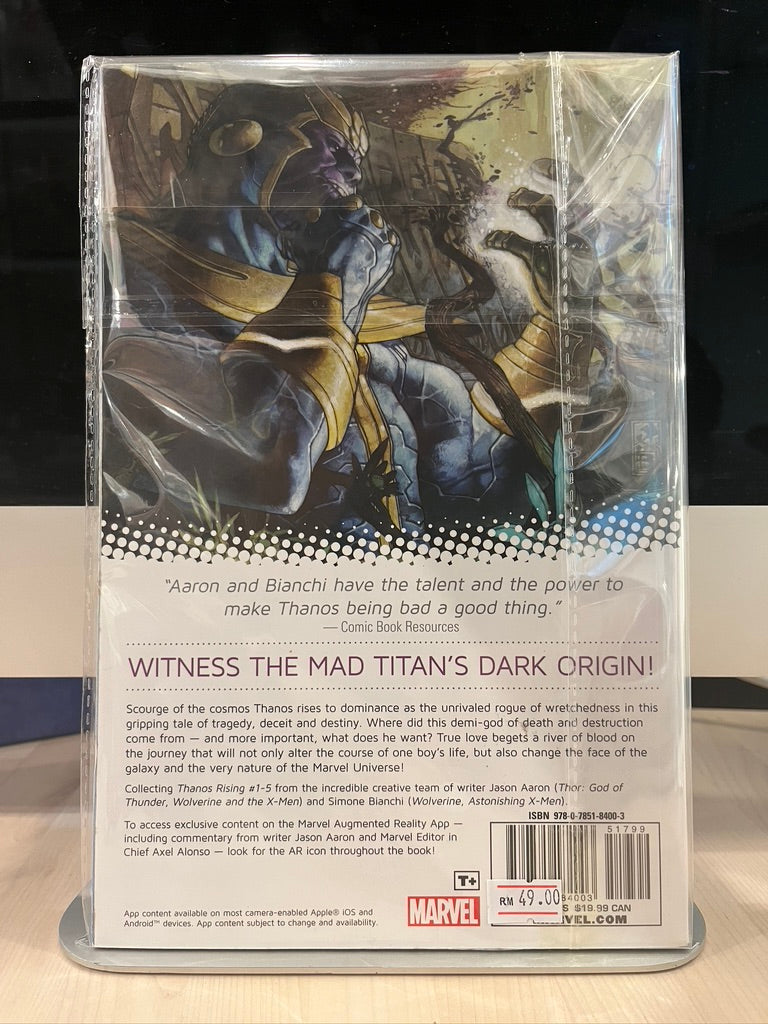 "Aaron and Bianchi have the talent and the power to
make Thanos being bad a good thing."
— Comic Book Resources
WITNESS THE MAD TITAN'S DARK ORIGIN!
Scourge of the cosmos Thanos rises to dominance as the unrivaled rogue of wretchedness in this
gripping tale of tragedy, deceit and destiny. Where did this demi-god of death and destruction
come from — and more important, what does he want? True love begets a river of blood on
the journey that will not only alter the course of one boy's life, but also change the face of the
galaxy and the very nature of the Marvel Universe!
Collecting Thanos Rising #1-5 from the incredible creative team of writer Jason Aaron (Thor: God of
Thunder, Wolverine and the X-Men) and Simone Bianchi (Wolverine, Astonishing X-Men).
To access exclusive content on the Marvel Augmented Reality App —
including commentary from writer Jason Aaron and Marvel Editor in
Chief Axel Alonso — look for the AR icon throughout the book!
App content available on most camera-enabled Apple® iOS and
Android™ devices. App content subject to change and availability.
T+
MARVEL
ISBN 978-0-7851-8400-3
51799
84003
RM 49.00
S $19.99 CAN
VEL.COM